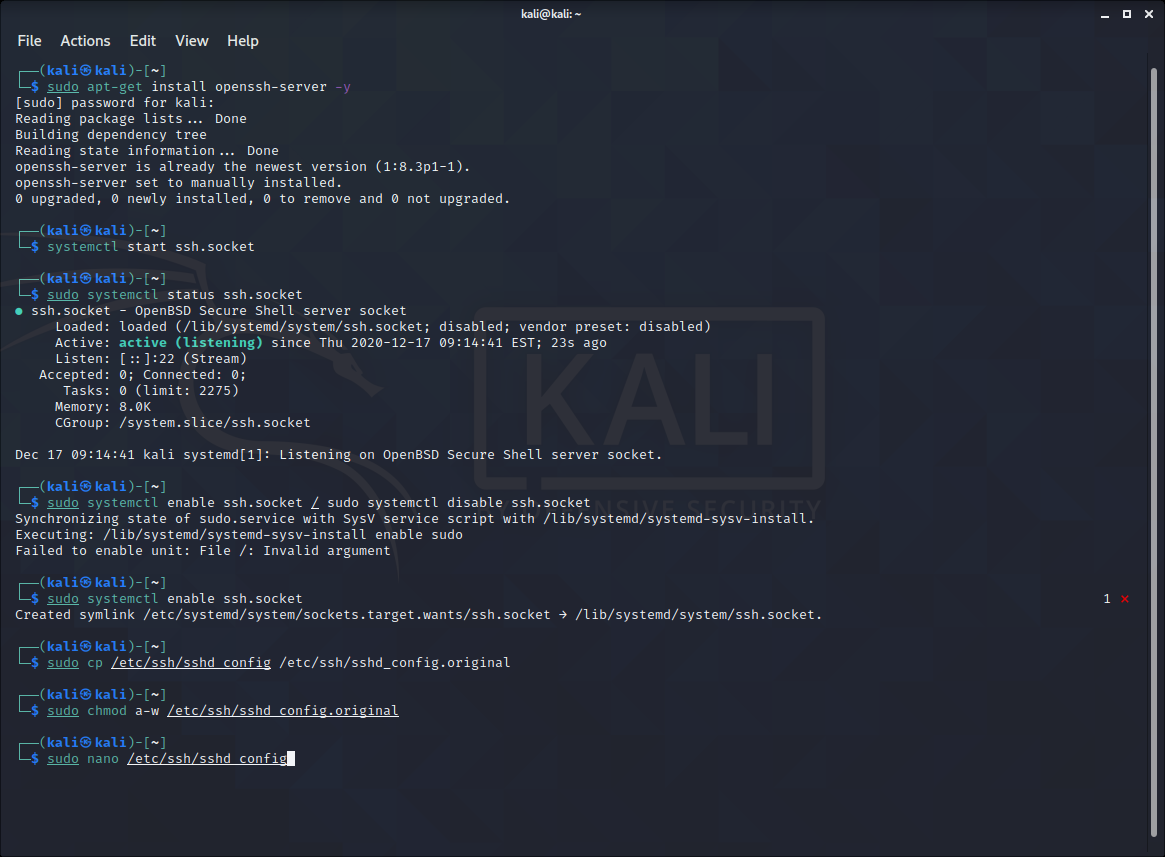 kali@kali: ~
File Actions Edit View Help
┌──(kali㉿kali)-[~]
└─$ sudo apt-get install openssh-server -y
[sudo] password for kali:
Reading package lists... Done
Building dependency tree
Reading state information... Done
openssh-server is already the newest version (1:8.3p1-1).
openssh-server set to manually installed.
0 upgraded, 0 newly installed, 0 to remove and 0 not upgraded.
┌──(kali㉿kali)-[~]
└─$ systemctl start ssh.socket
┌──(kali㉿kali)-[~]
└─$ sudo systemctl status ssh.socket
● ssh.socket - OpenBSD Secure Shell server socket
Loaded: loaded (/lib/systemd/system/ssh.socket; disabled; vendor preset: disabled)
Active: active (listening) since Thu 2020-12-17 09:14:41 EST; 23s ago
Listen: [::]:22 (Stream)
Accepted: 0; Connected: 0;
Tasks: 0 (limit: 2275)
Memory: 8.0K
CGroup: /system.slice/ssh.socket
Dec 17 09:14:41 kali systemd[1]: Listening on OpenBSD Secure Shell server socket.
┌──(kali㉿kali)-[~]
└─$ sudo systemctl enable ssh.socket / sudo systemctl disable ssh.socket
Synchronizing state of sudo.service with SysV service script with /lib/systemd/systemd-sysv-install.
Executing: /lib/systemd/systemd-sysv-install enable sudo
Failed to enable unit: File /: Invalid argument
┌──(kali㉿kali)-[~]
└─$ sudo systemctl enable ssh.socket 1 ⨯
Created symlink /etc/systemd/system/sockets.target.wants/ssh.socket → /lib/systemd/system/ssh.socket.
┌──(kali㉿kali)-[~]
└─$ sudo cp /etc/ssh/sshd_config /etc/ssh/sshd_config.original
┌──(kali㉿kali)-[~]
└─$ sudo chmod a-w /etc/ssh/sshd_config.original
┌──(kali㉿kali)-[~]
└─$ sudo nano /etc/ssh/sshd_config
KALI
BY OFFENSIVE SECURITY